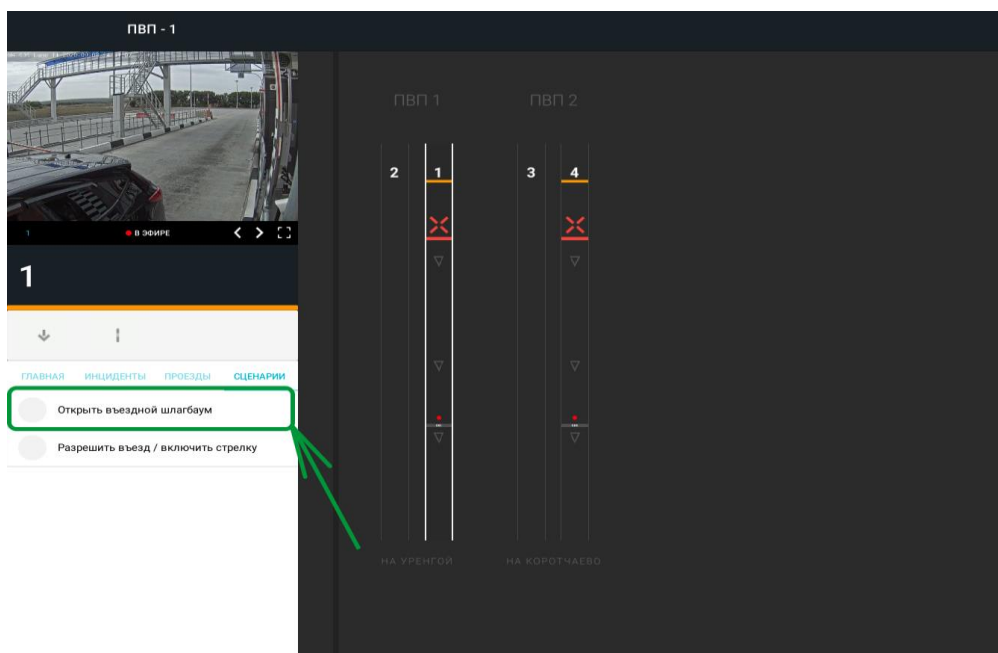 ПВП - 1
1
В ЭФИРЕ
1
ГЛАВНАЯ ИНЦИДЕНТЫ ПРОЕЗДЫ СЦЕНАРИИ
Открыть въездной шлагбаум
Разрешить въезд / включить стрелку
ПВП 1 ПВП 2
2 1 3 4
НА УРЕНГОЙ НА КОРОТЧАЕВО